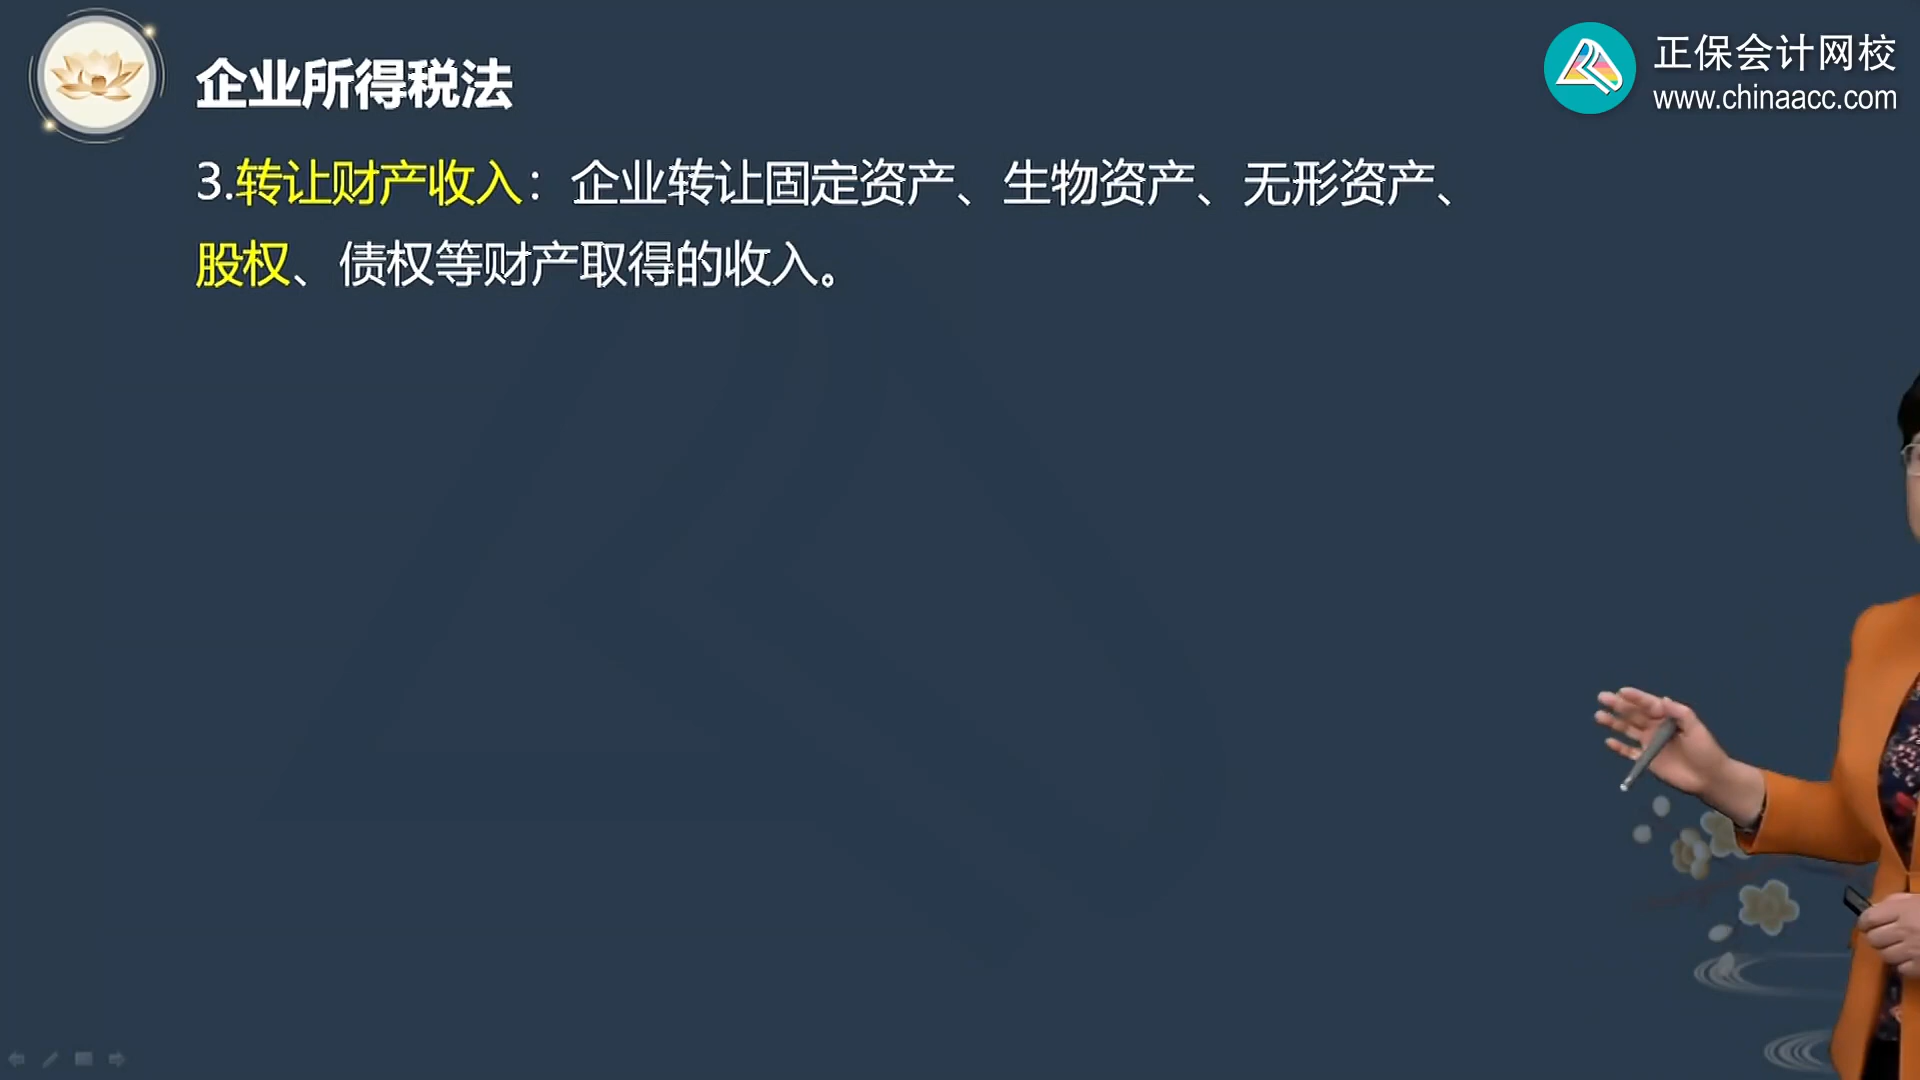 企业所得税法
正保会计网校
www.chinaacc.com
3.转让财产收入：企业转让固定资产、生物资产、无形资产、
股权、债权等财产取得的收入。